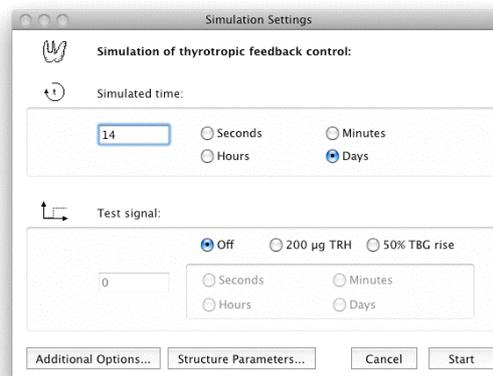 Simulation Settings
Simulation of thyrotropic feedback control:
t
Simulated time:
14 Seconds Minutes
Hours Days
Test signal:
Off 200 µg TRH 50% TBG rise
0 Seconds Minutes
Hours Days
Additional Options... Structure Parameters... Cancel Start